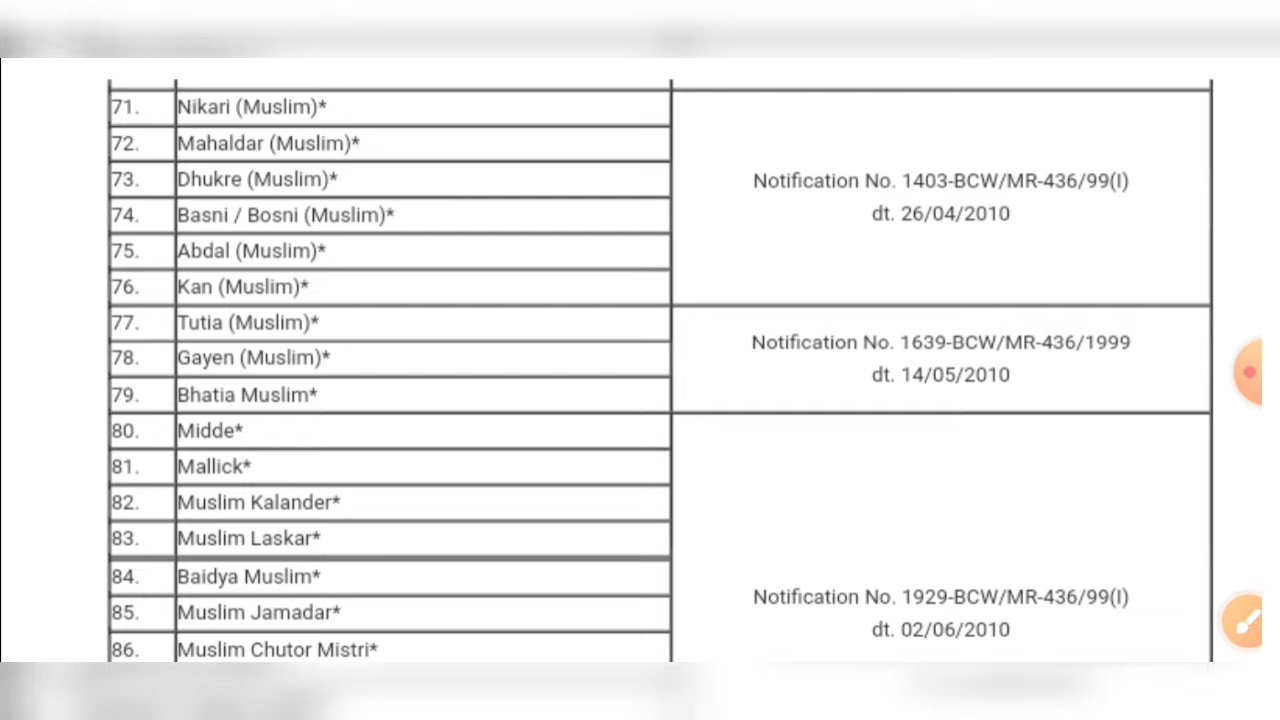 71. Nikari (Muslim)*
72. Mahaldar (Muslim)*
73. Dhukre (Muslim)*
74. Basni / Bosni (Muslim)*
75. Abdal (Muslim)*
76. Kan (Muslim)*
Notification No. 1403-BCW/MR-436/99(I)
dt. 26/04/2010
77. Tutia (Muslim)*
78. Gayen (Muslim)*
79. Bhatia Muslim*
Notification No. 1639-BCW/MR-436/1999
dt. 14/05/2010
80. Midde*
81. Mallick*
82. Muslim Kalander*
83. Muslim Laskar*
84. Baidya Muslim*
85. Muslim Jamadar*
86. Muslim Chutor Mistri*
Notification No. 1929-BCW/MR-436/99(I)
dt. 02/06/2010